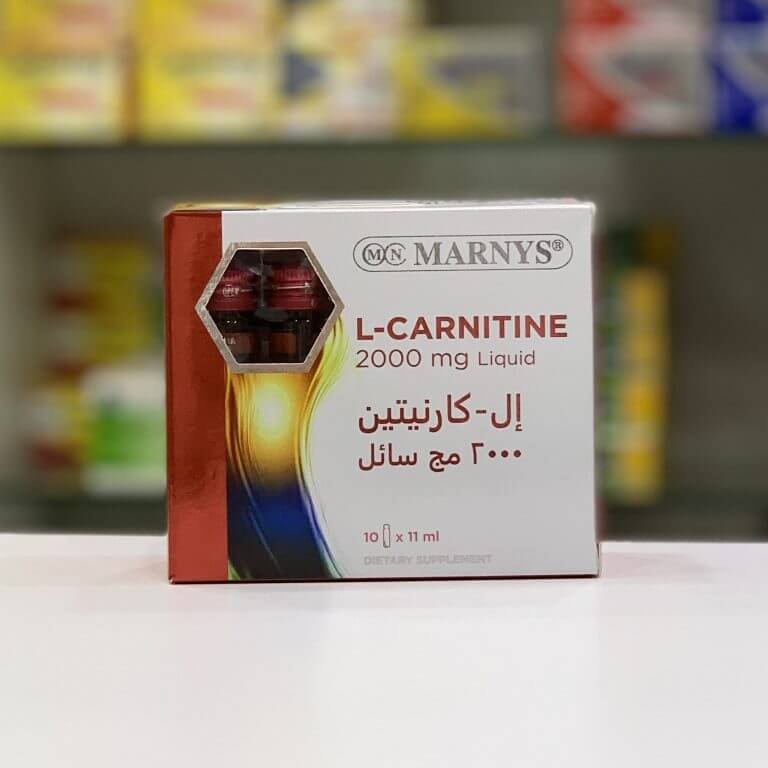 MN MARNYS®
L-CARNITINE
2000 mg Liquid
إل-كارنيتين
٢٠٠٠ مج سائل
10 x 11 ml
DIETARY SUPPLEMENT